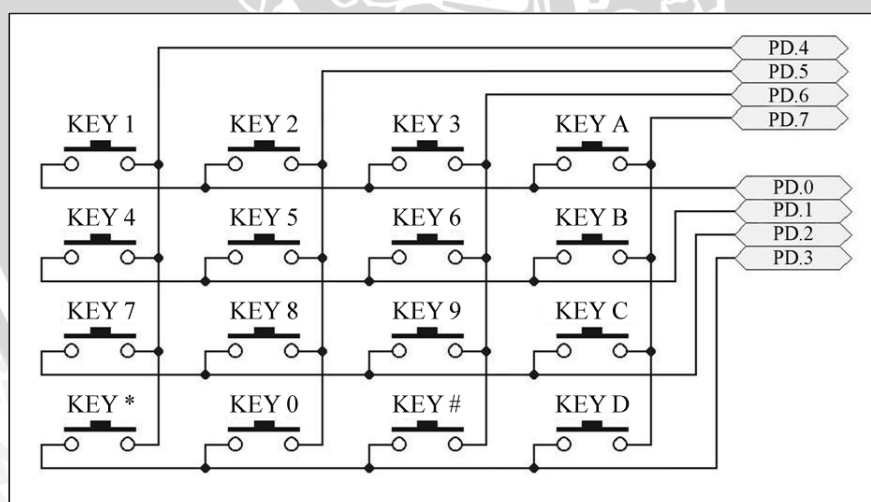 PD.4
PD.5
PD.6
PD.7
KEY 1 KEY 2 KEY 3 KEY A
PD.0
KEY 4 KEY 5 KEY 6 KEY B
PD.1
PD.2
PD.3
KEY 7 KEY 8 KEY 9 KEY C
KEY * KEY 0 KEY # KEY D